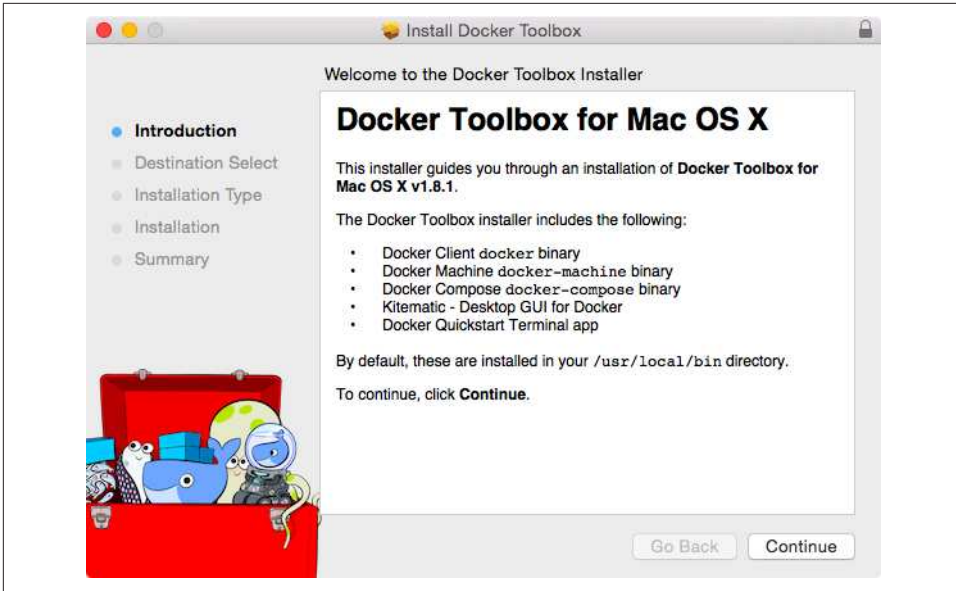 Install Docker Toolbox
Welcome to the Docker Toolbox Installer
Introduction
Destination Select
Installation Type
Installation
Summary
Docker Toolbox for Mac OS X
This installer guides you through an installation of Docker Toolbox for
Mac OS X v1.8.1.
The Docker Toolbox installer includes the following:
• Docker Client docker binary
• Docker Machine docker-machine binary
• Docker Compose docker-compose binary
• Kitematic - Desktop GUI for Docker
• Docker Quickstart Terminal app
By default, these are installed in your /usr/local/bin directory.
To continue, click Continue.
Go Back
Continue